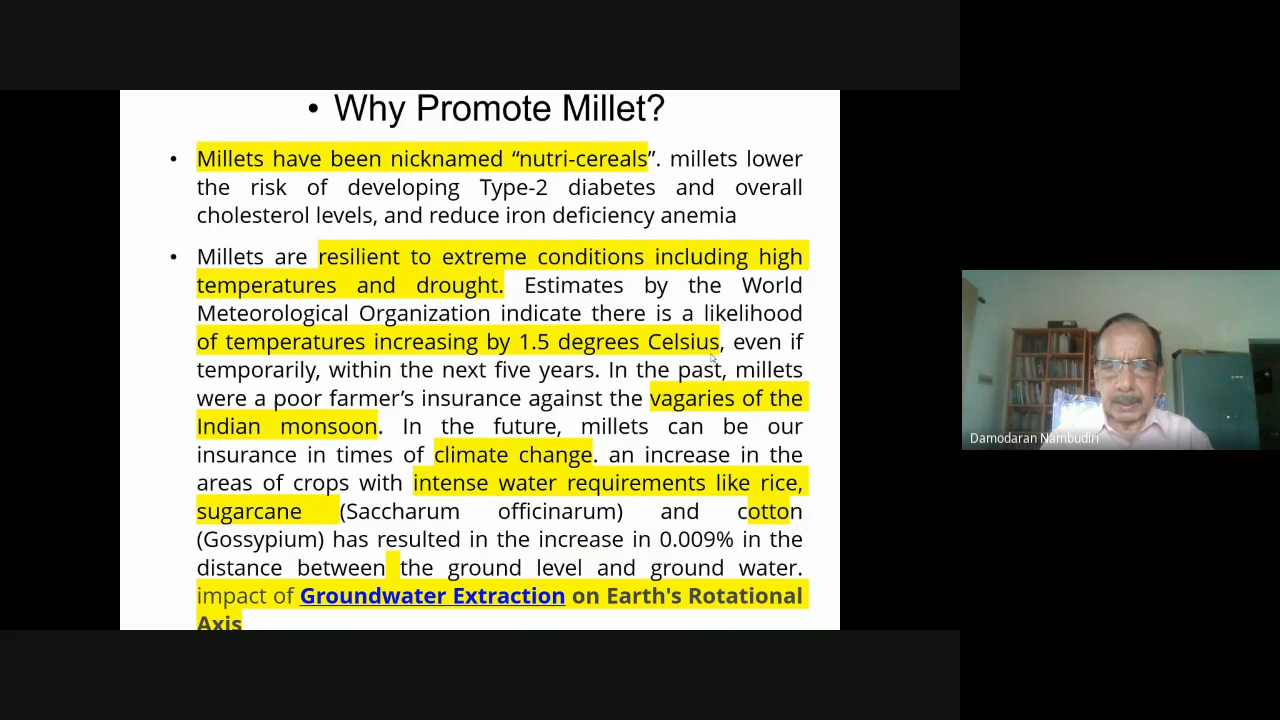 • Why Promote Millet?
• Millets have been nicknamed “nutri-cereals”. millets lower
the risk of developing Type-2 diabetes and overall
cholesterol levels, and reduce iron deficiency anemia
• Millets are resilient to extreme conditions including high
temperatures and drought. Estimates by the World
Meteorological Organization indicate there is a likelihood
of temperatures increasing by 1.5 degrees Celsius, even if
temporarily, within the next five years. In the past, millets
were a poor farmer’s insurance against the vagaries of the
Indian monsoon. In the future, millets can be our
insurance in times of climate change. an increase in the
areas of crops with intense water requirements like rice,
sugarcane (Saccharum officinarum) and cotton
(Gossypium) has resulted in the increase in 0.009% in the
distance between the ground level and ground water.
impact of Groundwater Extraction on Earth's Rotational
Axis
Damodaran Nambudiri